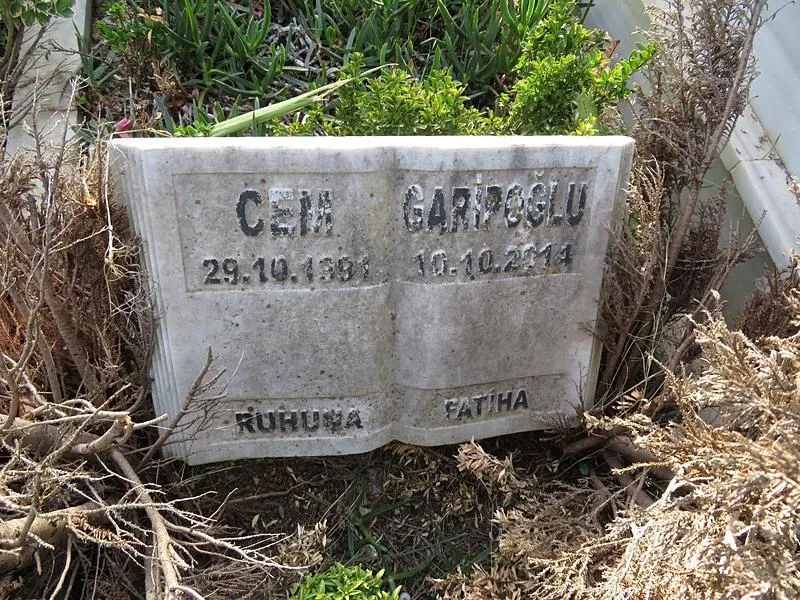 CEM GARİPOĞLU
29.10.1991 10.10.2014
RUHUNA FATİHA